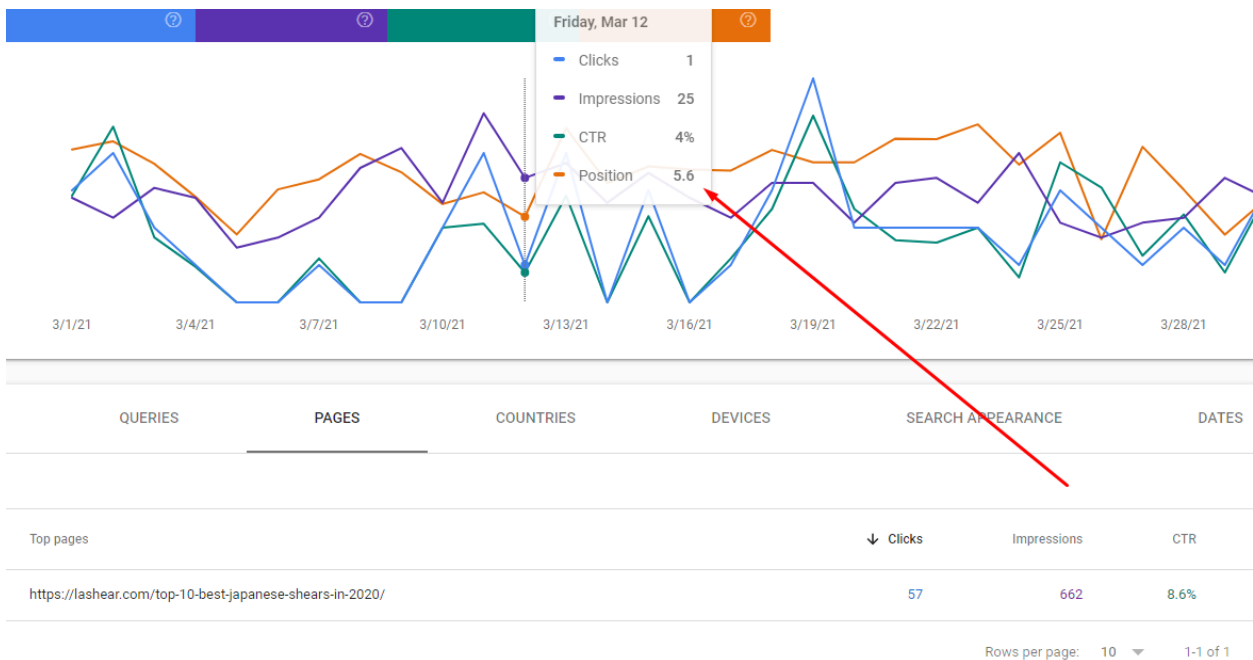 Friday, Mar 12
Clicks 1
Impressions 25
CTR 4%
Position 5.6
3/1/21 3/4/21 3/7/21 3/10/21 3/13/21 3/16/21 3/19/21 3/22/21 3/25/21 3/28/21
QUERIES PAGES COUNTRIES DEVICES SEARCH APPEARANCE DATES
Top pages Clicks Impressions CTR
https://lashear.com/top-10-best-japanese-shears-in-2020/ 57 662 8.6%
Rows per page: 10 1-1 of 1